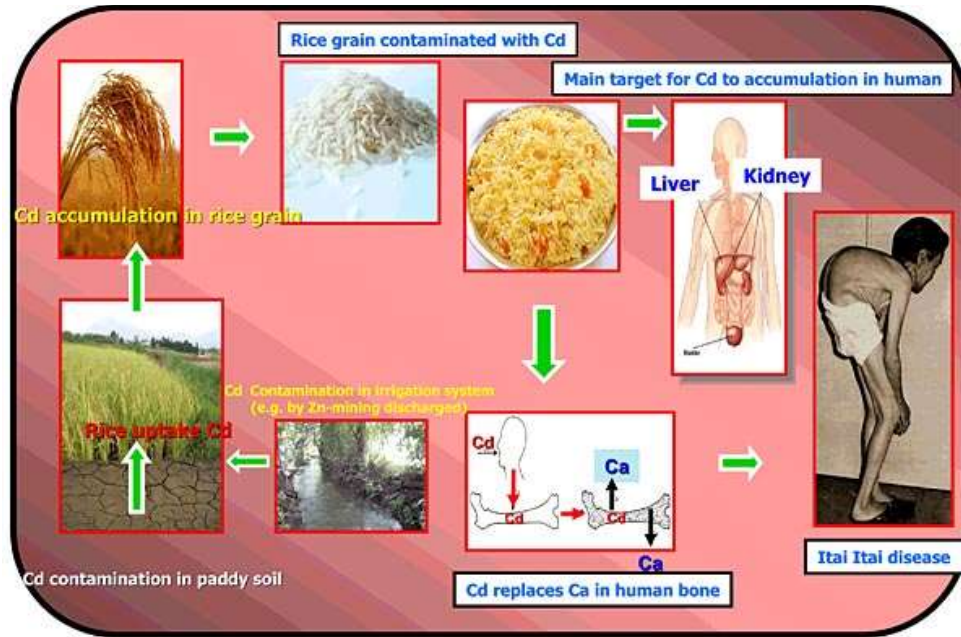 Rice grain contaminated with Cd
Main target for Cd to accumulation in human
Liver
Kidney
Cd accumulation in rice grain
Cd Contamination in irrigation system
(e.g. by Zn-mining discharged)
Rice uptake Cd
Cd
Ca
Cd
Cd
Ca
Cd contamination in paddy soil
Cd replaces Ca in human bone
Itai Itai disease